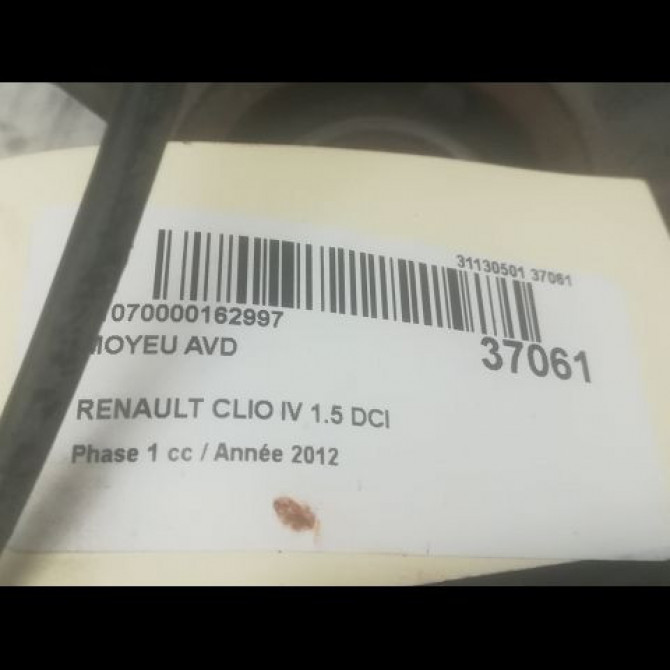 31130501 37061
070000162997
MOYEU AVD
37061
RENAULT CLIO IV 1.5 DCI
Phase 1 cc / Année 2012